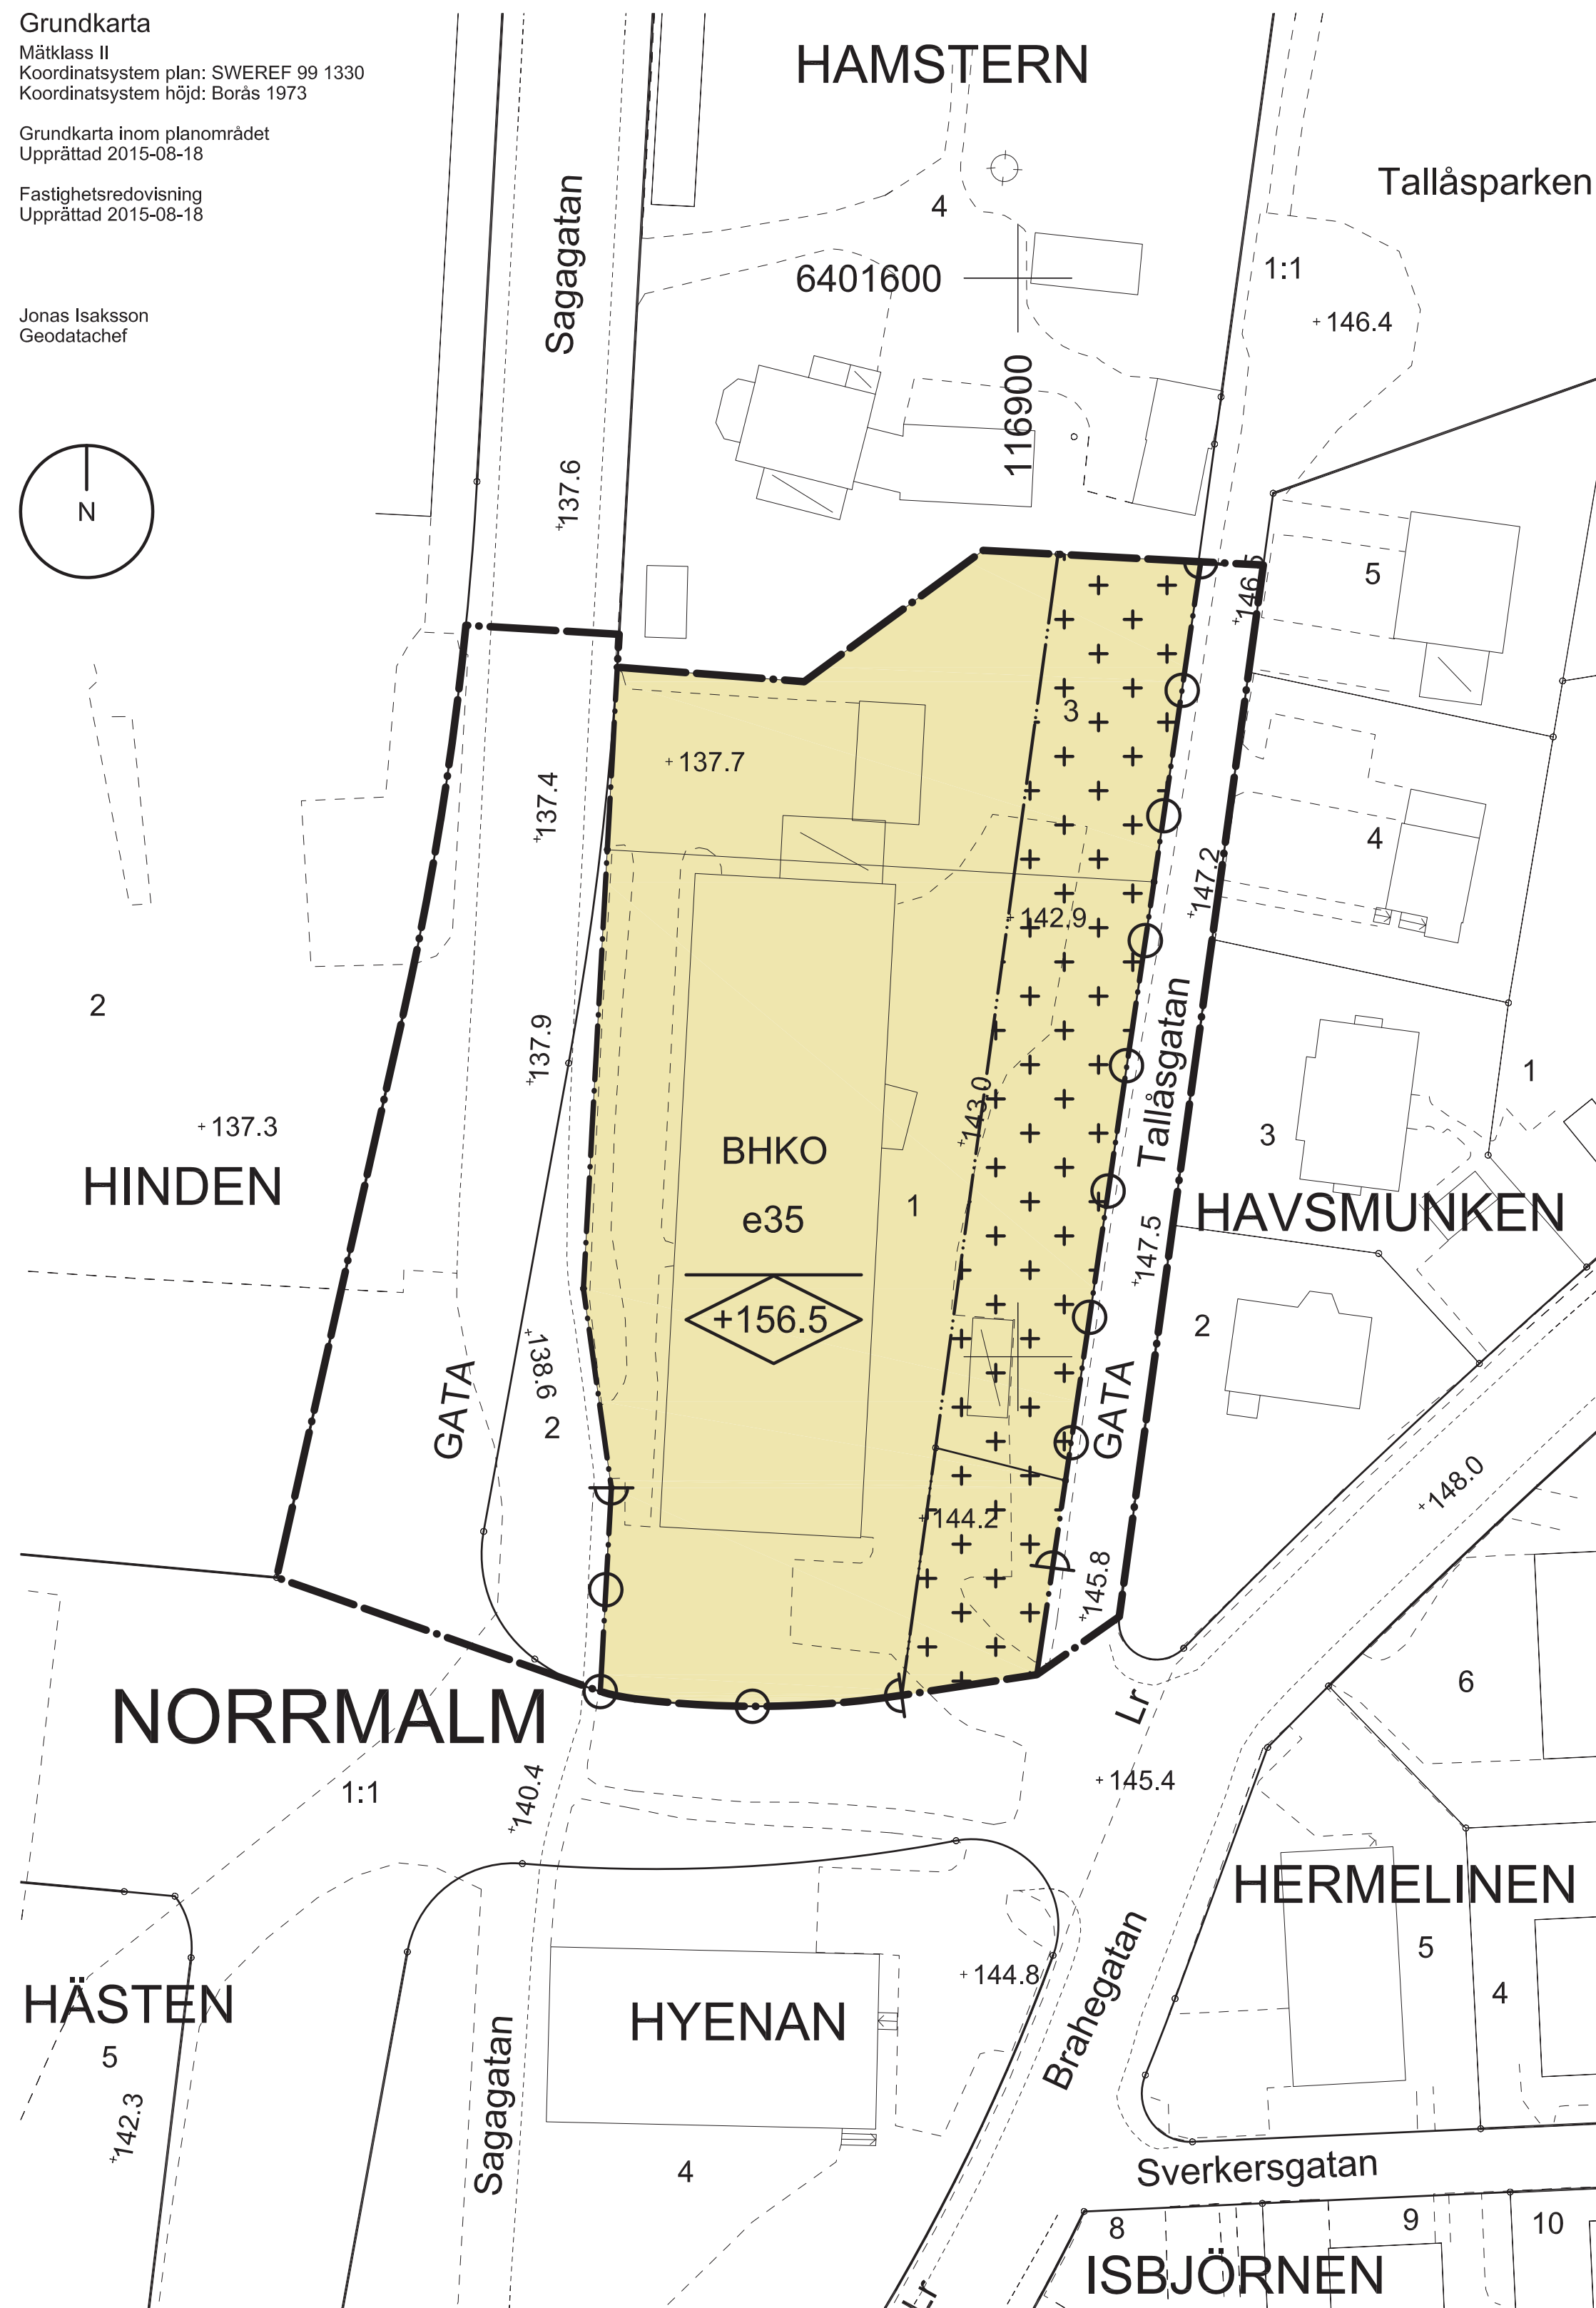 Grundkarta
Mätklass II
Koordinatsystem plan: SWEREF 99 1330
Koordinatsystem höjd: Borås 1973
Grundkarta inom planområdet
Upprättad 2015-08-18
Fastighetsredovisning
Upprättad 2015-08-18
Jonas Isaksson
Geodatachef
N
HAMSTERN
Tallåsparken
4
Sagagatan
6401600
116900
1:1
+146.4
+137.6
5
+146.5
3
+137.7
+137.4
4
+147.2
+142.9
2
+137.9
Tallåsgatan
1
+137.3
+143.0
3
BHKO
HINDEN
HAVSMUNKEN
1
e35
+147.5
+156.5
2
+138.6
GATA
GATA
2
+148.0
+144.2
+145.8
NORRMALM
6
Lr
1:1
+140.4
+145.4
HERMELINEN
5
4
+144.8
Brahegatan
HÄSTEN
5
HYENAN
Sagagatan
+142.3
4
Sverkersgatan
8
9
10
ISBJÖRNEN
Lr